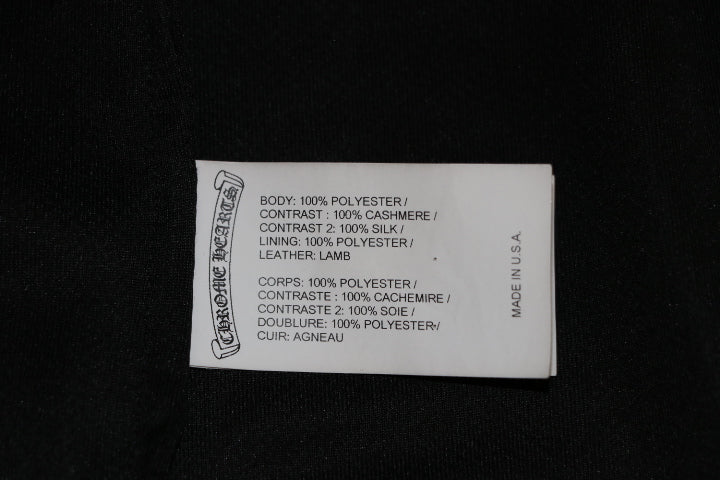 CHROME HEARTS
BODY: 100% POLYESTER /
CONTRAST : 100% CASHMERE /
CONTRAST 2: 100% SILK /
LINING: 100% POLYESTER /
LEATHER: LAMB
CORPS: 100% POLYESTER /
CONTRASTE : 100% CACHEMIRE /
CONTRASTE 2: 100% SOIE /
DOUBLURE: 100% POLYESTER/
CUIR: AGNEAU
MADE IN U.S.A.